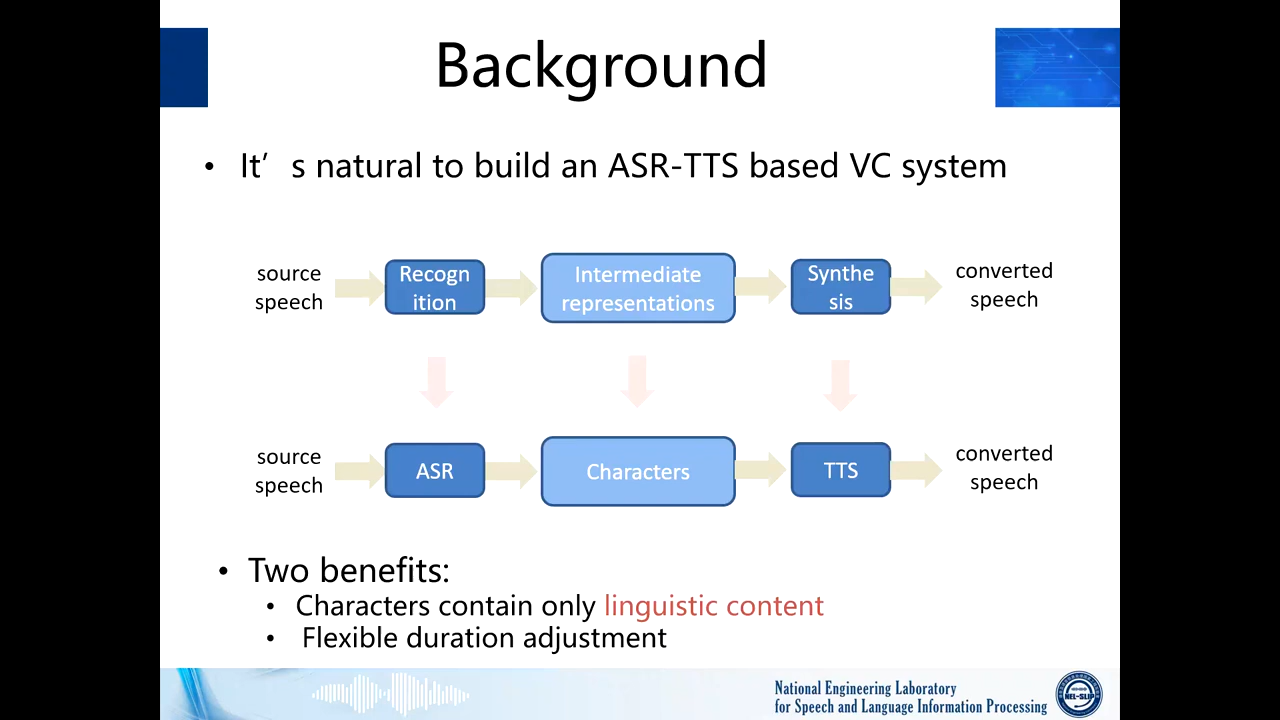 Background
• It’ s natural to build an ASR-TTS based VC system
source
speech
Recogn
ition
Intermediate
representations
Synthe
sis
converted
speech
source
speech
ASR
Characters
TTS
converted
speech
• Two benefits:
• Characters contain only linguistic content
• Flexible duration adjustment
National Engineering Laboratory
for Speech and Language Information Processing
NEL-SLIP